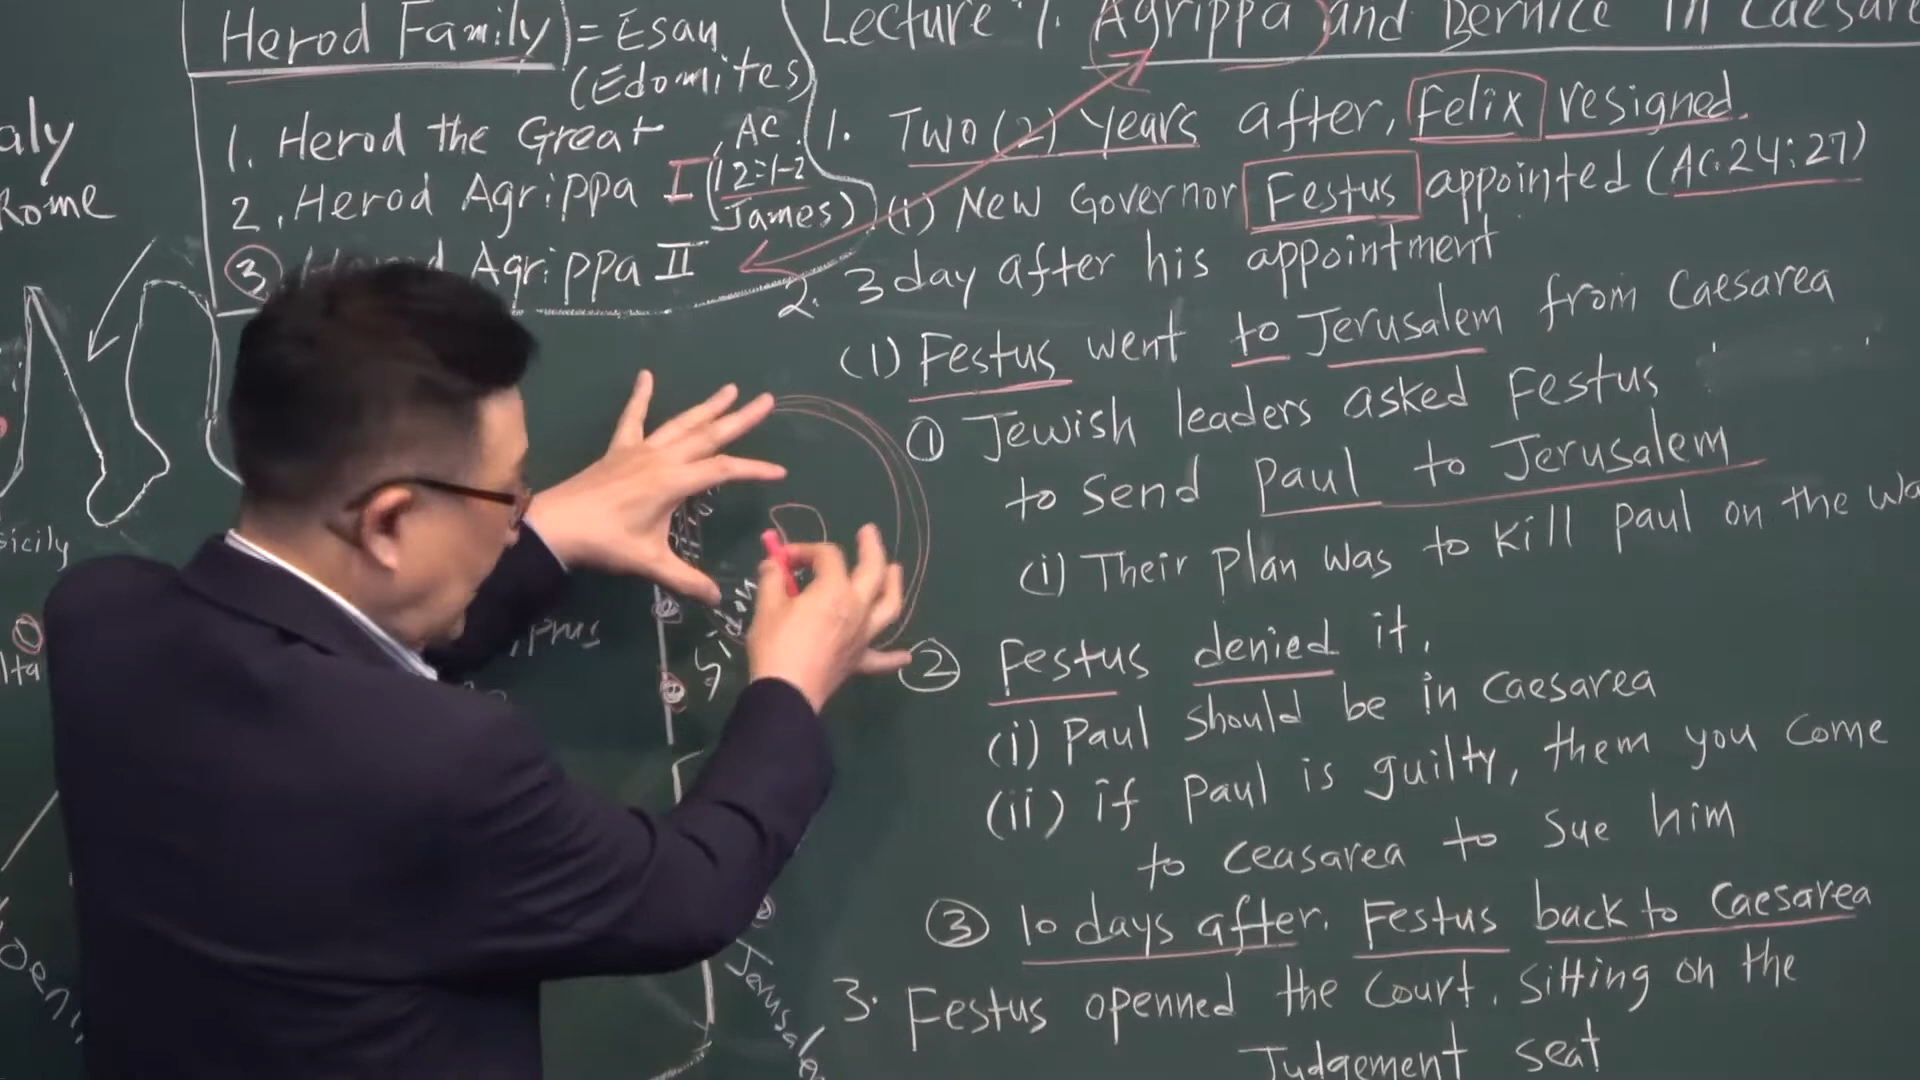 Herod Family = Esau
(Edomites)
1. Herod the Great
2. Herod Agrippa I (AC. 12:1-2 James)
3 Herod Agrippa II
Lecture 7. Agrippa and Bernice in Caesare
1. Two (2) Years after, Felix resigned.
(1) New Governor Festus appointed (AC.24:27)
2. 3 day after his appointment
(1) Festus went to Jerusalem from Caesarea
① Jewish leaders asked Festus
to send Paul to Jerusalem
(i) Their Plan was to kill Paul on the wa
② Festus denied it.
(i) Paul should be in Caesarea
(ii) if Paul is guilty, them you come
to Ceasarea to sue him
③ 10 days after. Festus back to Caesarea
3. Festus openned the Court. Sitting on the
Judgement seat
aly
Rome
sicily
lta
prus
Jerusale